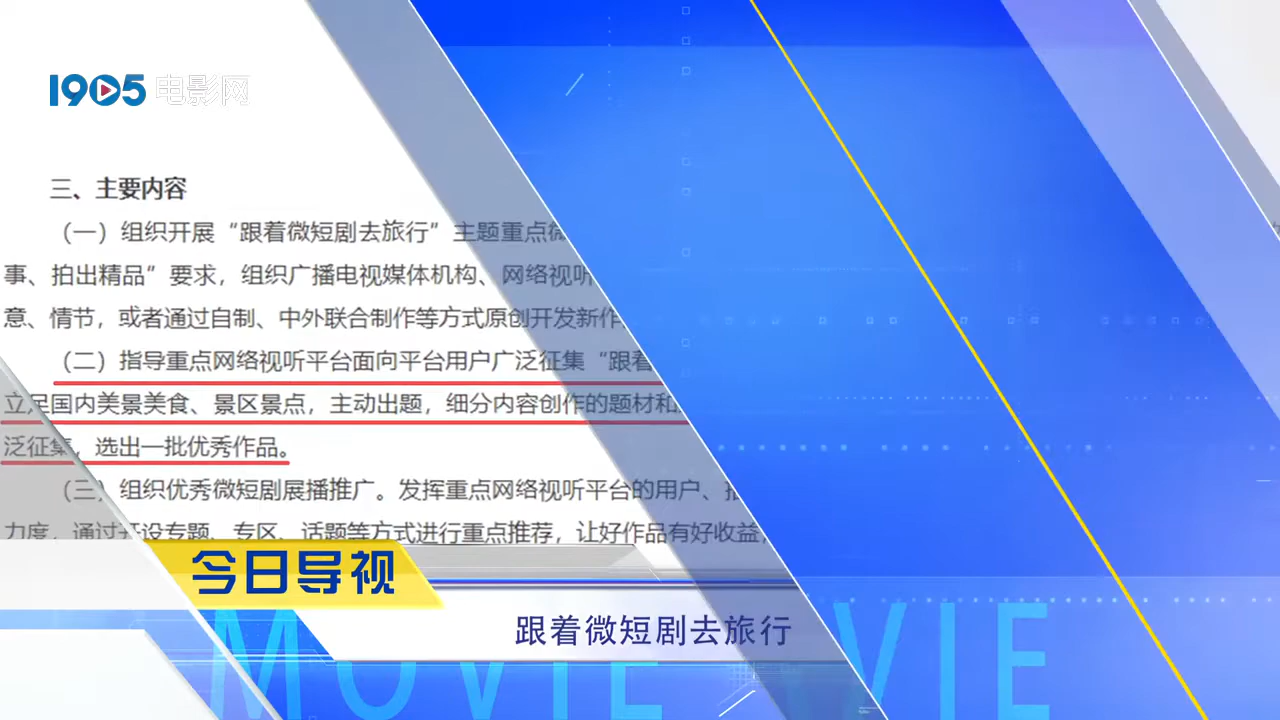 1905电影网
三、主要内容
（一）组织开展“跟着微短剧去旅行”主题重点微
事、拍出精品”要求，组织广播电视媒体机构、网络视听
意、情节，或者通过自制、中外联合制作等方式原创开发新作
（二）指导重点网络视听平台面向平台用户广泛征集“跟着
立足国内美景美食、景区景点，主动出题，细分内容创作的题材和
泛征集，选出一批优秀作品。
（三）组织优秀微短剧展播推广。发挥重点网络视听平台的用户、
力度，通过开设专题、专区、话题等方式进行重点推荐，让好作品有好收益，
今日导视
跟着微短剧去旅行
MOVIE VIE